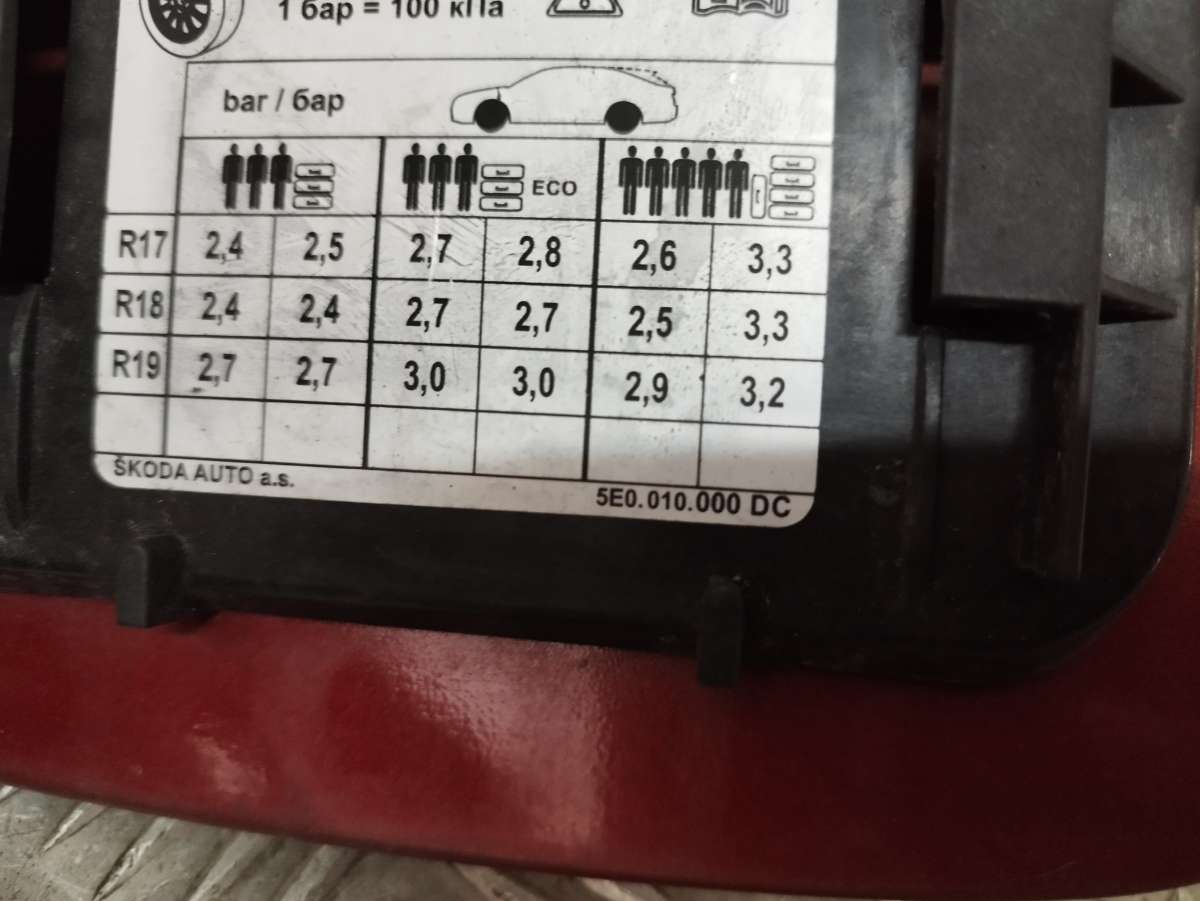 1 бар = 100 кПа
bar / бар
ECO
R17 2,4 2,5 2,7 2,8 2,6 3,3
R18 2,4 2,4 2,7 2,7 2,5 3,3
R19 2,7 2,7 3,0 3,0 2,9 3,2
ŠKODA AUTO a.s.
5E0.010.000 DC